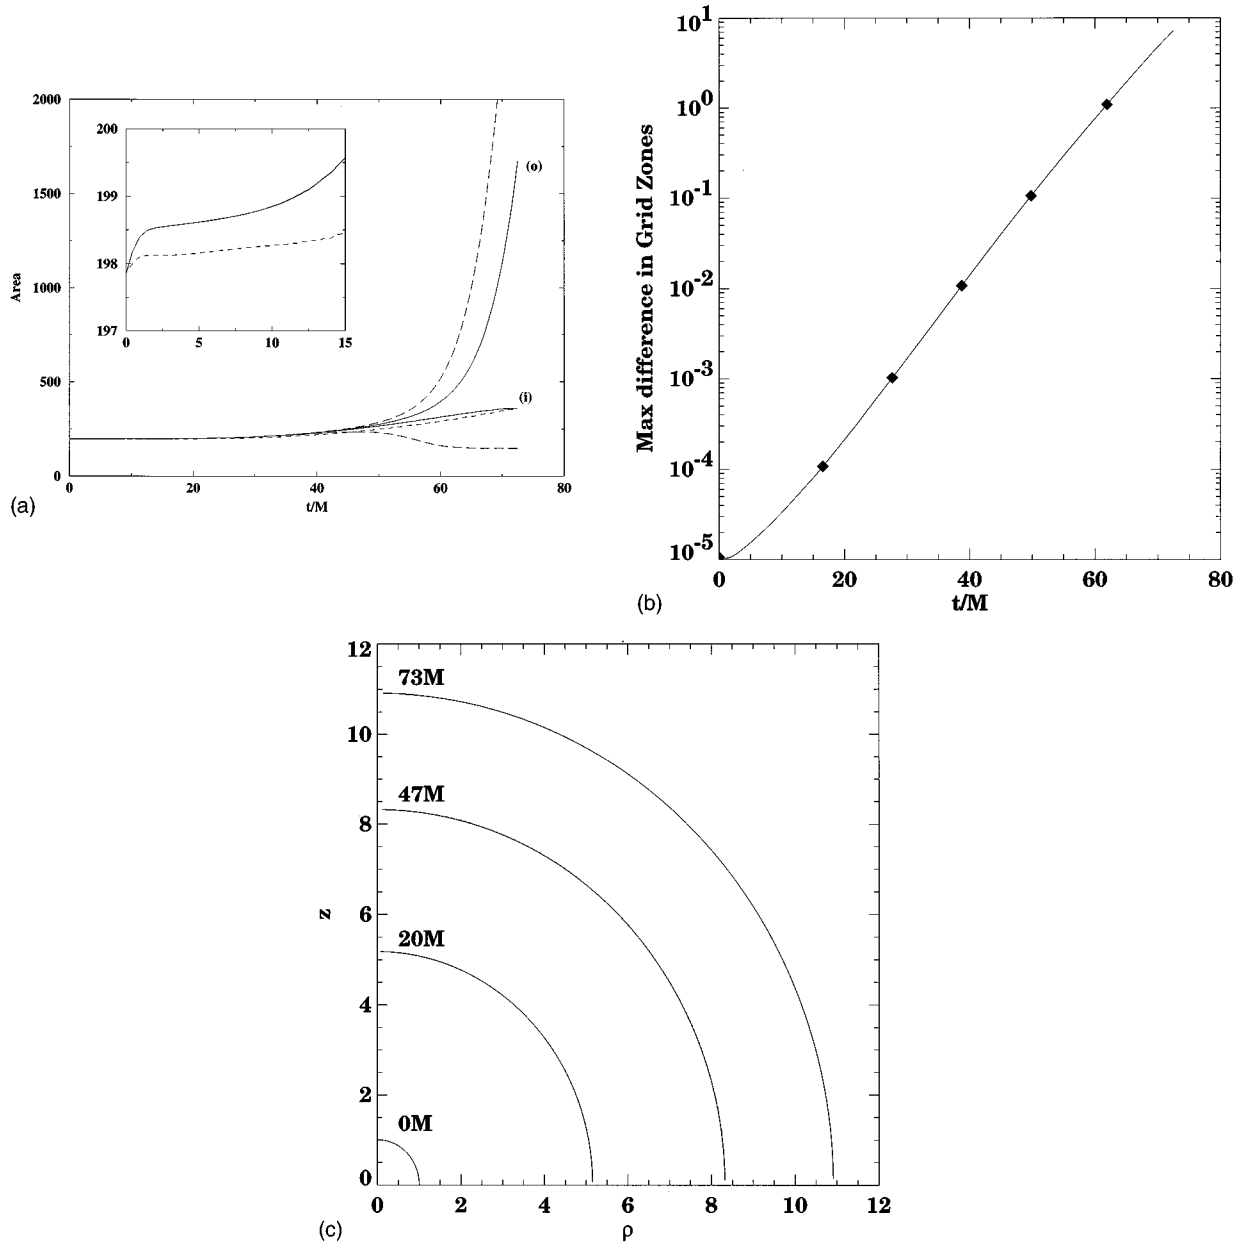 2000
1500
1000
500
0
Area
200
199
198
197
0 5 10 15
(o)
(i)
0 20 40 60 80
t/M
(a)
10^1
10^0
10^-1
10^-2
10^-3
10^-4
10^-5
Max difference in Grid Zones
0 20 40 60 80
t/M
(b)
12
10
8
6
4
2
0
z
73M
47M
20M
0M
0 2 4 6 8 10 12
ρ
(c)